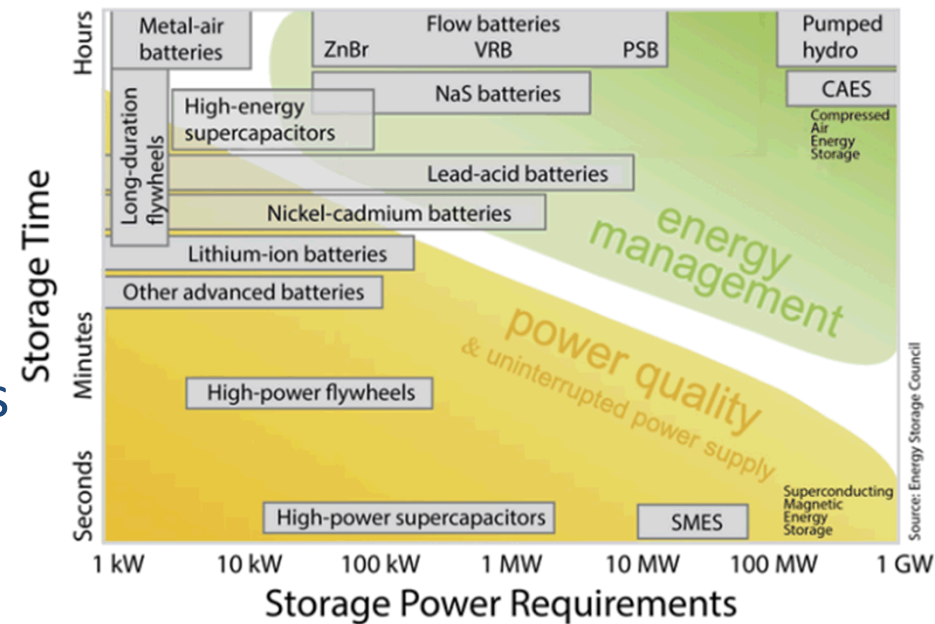 Hours
Minutes
Seconds
Storage Time
Metal-air
batteries
Flow batteries
ZnBr VRB PSB
Pumped
hydro
Long-duration
flywheels
High-energy
supercapacitors
NaS batteries
CAES
Compressed
Air
Energy
Storage
Lead-acid batteries
Nickel-cadmium batteries
Lithium-ion batteries
Other advanced batteries
energy
management
power quality
& uninterrupted power supply
High-power flywheels
High-power supercapacitors
SMES
Superconducting
Magnetic
Energy
Storage
Source: Energy Storage Council
s
1 kW 10 kW 100 kW 1 MW 10 MW 100 MW 1 GW
Storage Power Requirements